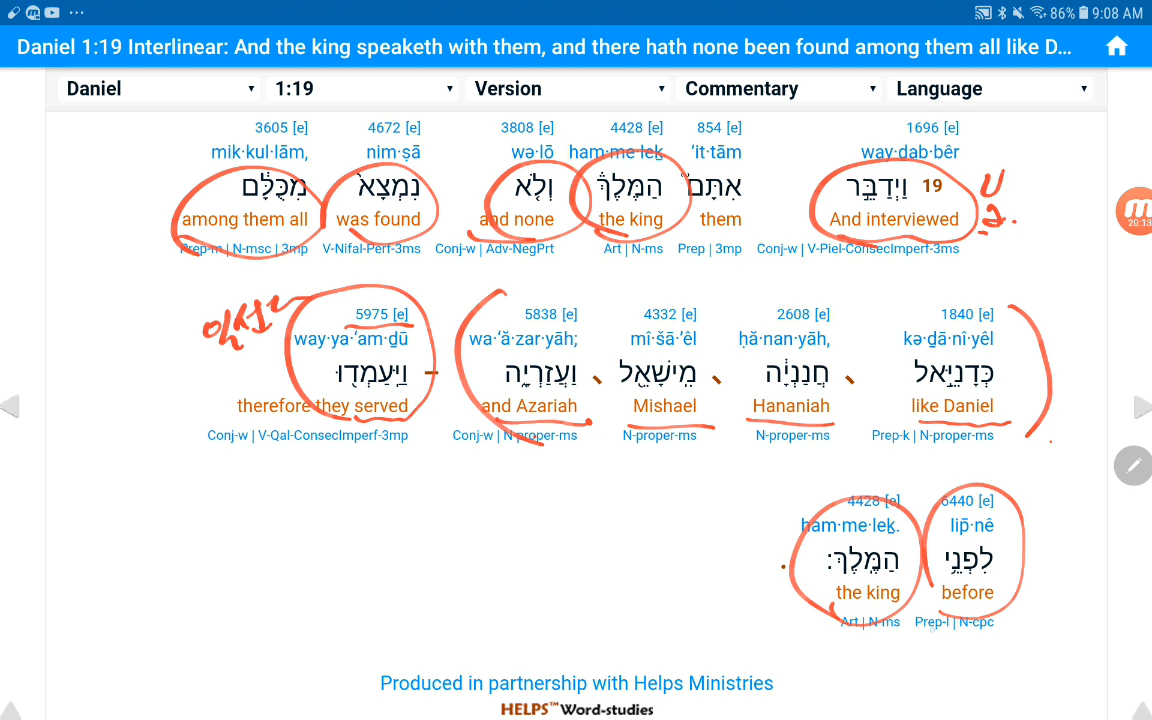 86% 9:08 AM
Daniel 1:19 Interlinear: And the king speaketh with them, and there hath none been found among them all like D...
Daniel 1:19 Version Commentary Language
3605 [e] 4672 [e] 3808 [e] 4428 [e] 854 [e] 1696 [e]
mik·kul·lām, nim·ṣā wə·lō ham·me·leḵ ’it·tām way·dab·bêr
מִכֻּלָּ֔ם נִמְצָא֙ וְלֹ֤א הַמֶּלֶךְ֒ אִתָּם֮ וַיְדַבֵּ֣ר 19
among them all was found and none the king them And interviewed
Prep-m | N-msc | 3mp V-Nifal-Perf-3ms Conj-w | Adv-NegPrt Art | N-ms Prep | 3mp Conj-w | V-Piel-ConsecImperf-3ms
5975 [e] 5838 [e] 4332 [e] 2608 [e] 1840 [e]
way·ya·‘am·ḏū wa·‘ă·zar·yāh; mî·šā·’êl ḥă·nan·yāh, kə·ḏā·nî·yêl
וַיַּֽעַמְד֖וּ וַעֲזַרְיָ֑ה מִֽישָׁאֵ֖ל חֲנַנְיָ֔ה כְּדָנִיֵּ֣אל
therefore they served and Azariah Mishael Hananiah like Daniel
Conj-w | V-Qal-ConsecImperf-3mp Conj-w | N-proper-ms N-proper-ms N-proper-ms Prep-k | N-proper-ms
4428 [e] 6440 [e]
ham·me·leḵ. lip̄·nê
הַמֶּֽלֶךְ׃ לִפְנֵ֥י
the king before
Art | N-ms Prep-l | N-cpc
20:13
Produced in partnership with Helps Ministries
HELPS™ Word-studies